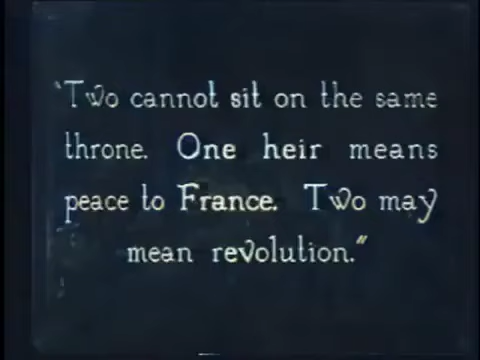 "Two cannot sit on the same
throne. One heir means
peace to France. Two may
mean revolution."